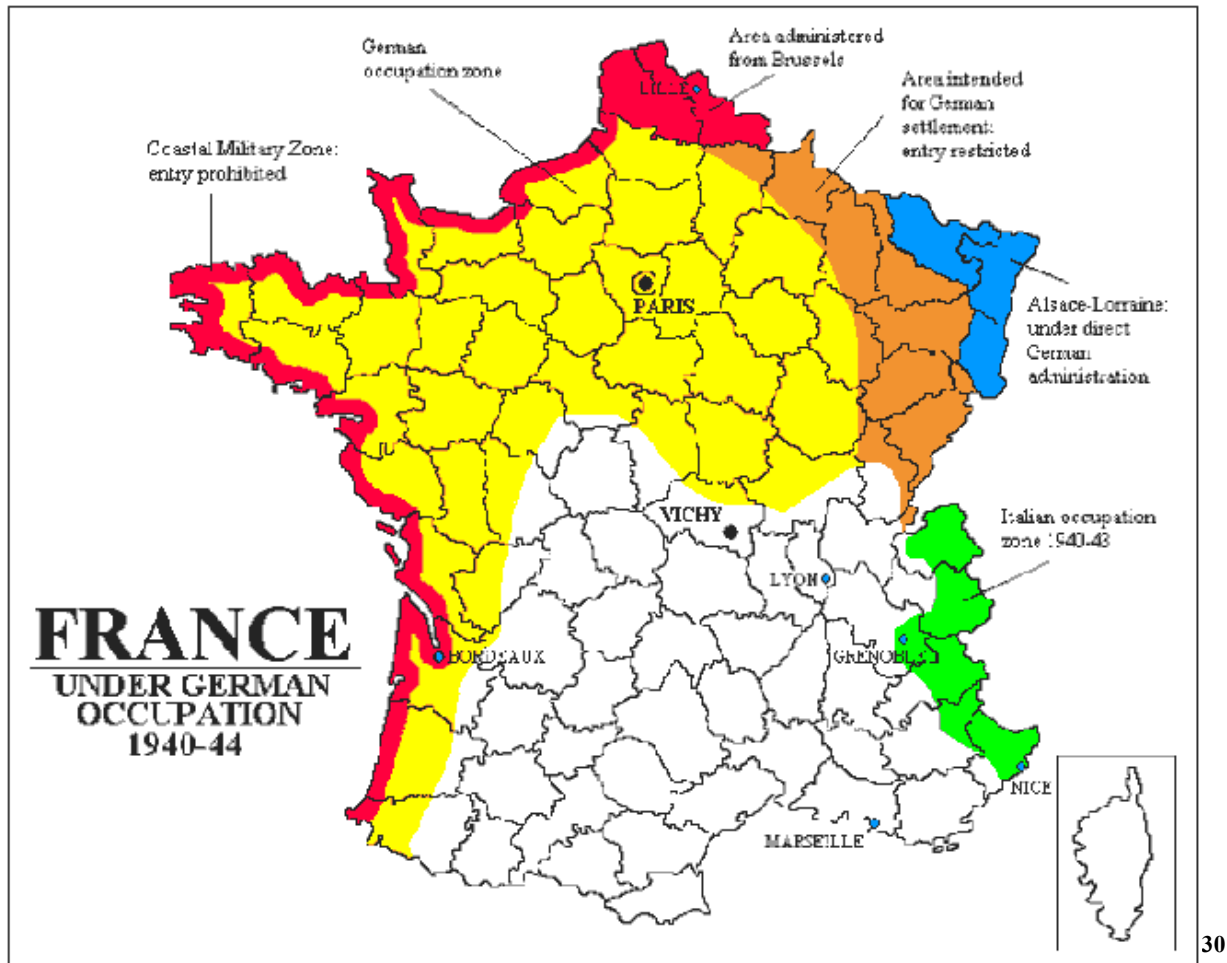 German
occupation zone
Area administered
from Brussels
Area intended
for German
settlement:
entry restricted
LILLE
Coastal Military Zone:
entry prohibited
PARIS
Alsace-Lorraine:
under direct
German
administration
VICHY
Italian occupation
zone 1940-43
LYON
FRANCE
UNDER GERMAN
OCCUPATION
1940-44
BORDEAUX
GRENOBLE
NICE
MARSEILLE
30